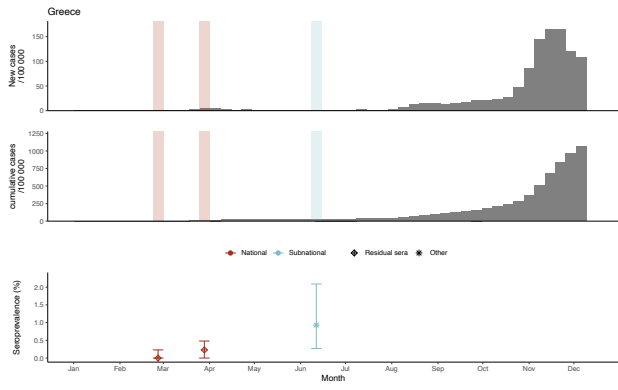 Greece
New cases
/100 000
150
100
50
0
cumulative cases
/100 000
1250
1000
750
500
250
0
National Subnational Residual sera Other
Seroprevalence (%)
2.0
1.5
1.0
0.5
0.0
Jan Feb Mar Apr May Jun Jul Aug Sep Oct Nov Dec
Month